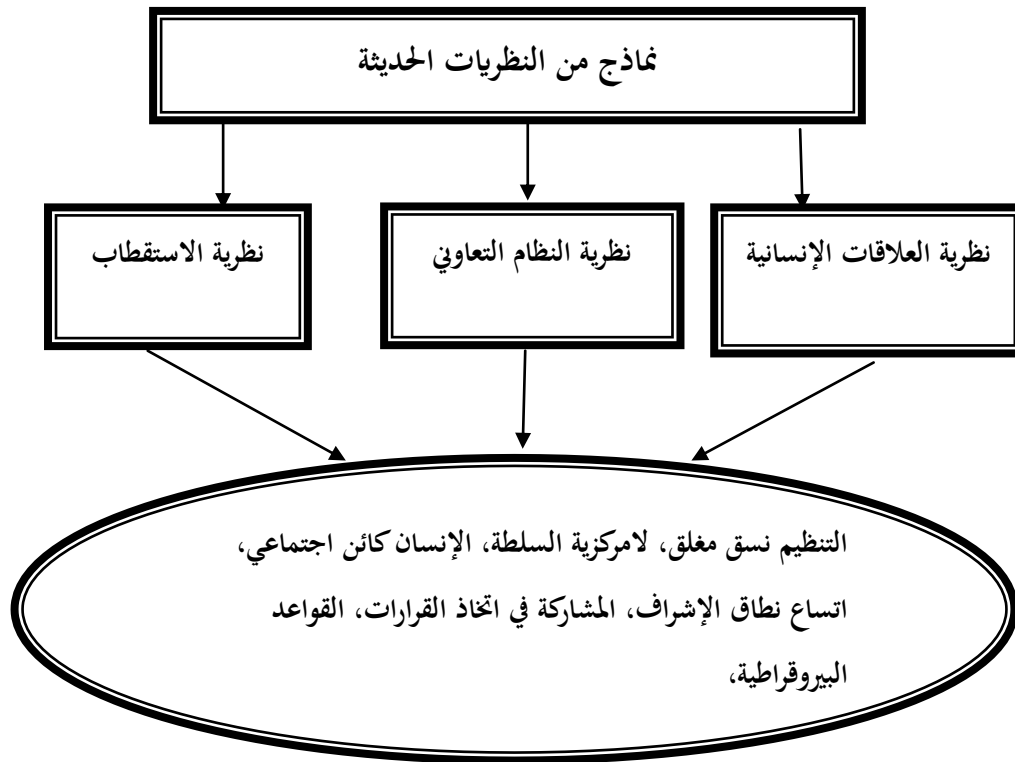 نماذج من النظريات الحديثة
نظرية العلاقات الإنسانية
نظرية النظام التعاوني
نظرية الاستقطاب
التنظيم نسق مغلق، لامركزية السلطة، الإنسان كائن اجتماعي،
اتساع نطاق الإشراف، المشاركة في اتخاذ القرارات، القواعد
البيروقراطية،